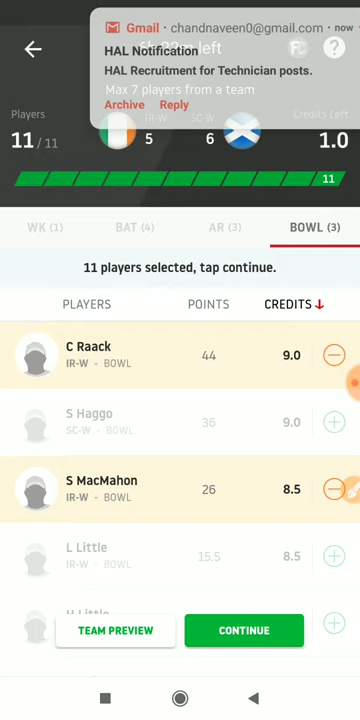 Gmail · chandnaveen0@gmail.com · now
HAL Notification
HAL Recruitment for Technician posts.
Max 7 players from a team
Archive Reply
Players
11 / 11
IR-W
5
SC-W
6
Credits Left
1.0
11
WK (1) BAT (4) AR (3) BOWL (3)
11 players selected, tap continue.
PLAYERS POINTS CREDITS
C Raack
IR-W - BOWL
44 9.0
S Haggo
SC-W - BOWL
36 9.0
S MacMahon
IR-W - BOWL
26 8.5
L Little
IR-W - BOWL
15.5 8.5
TEAM PREVIEW CONTINUE